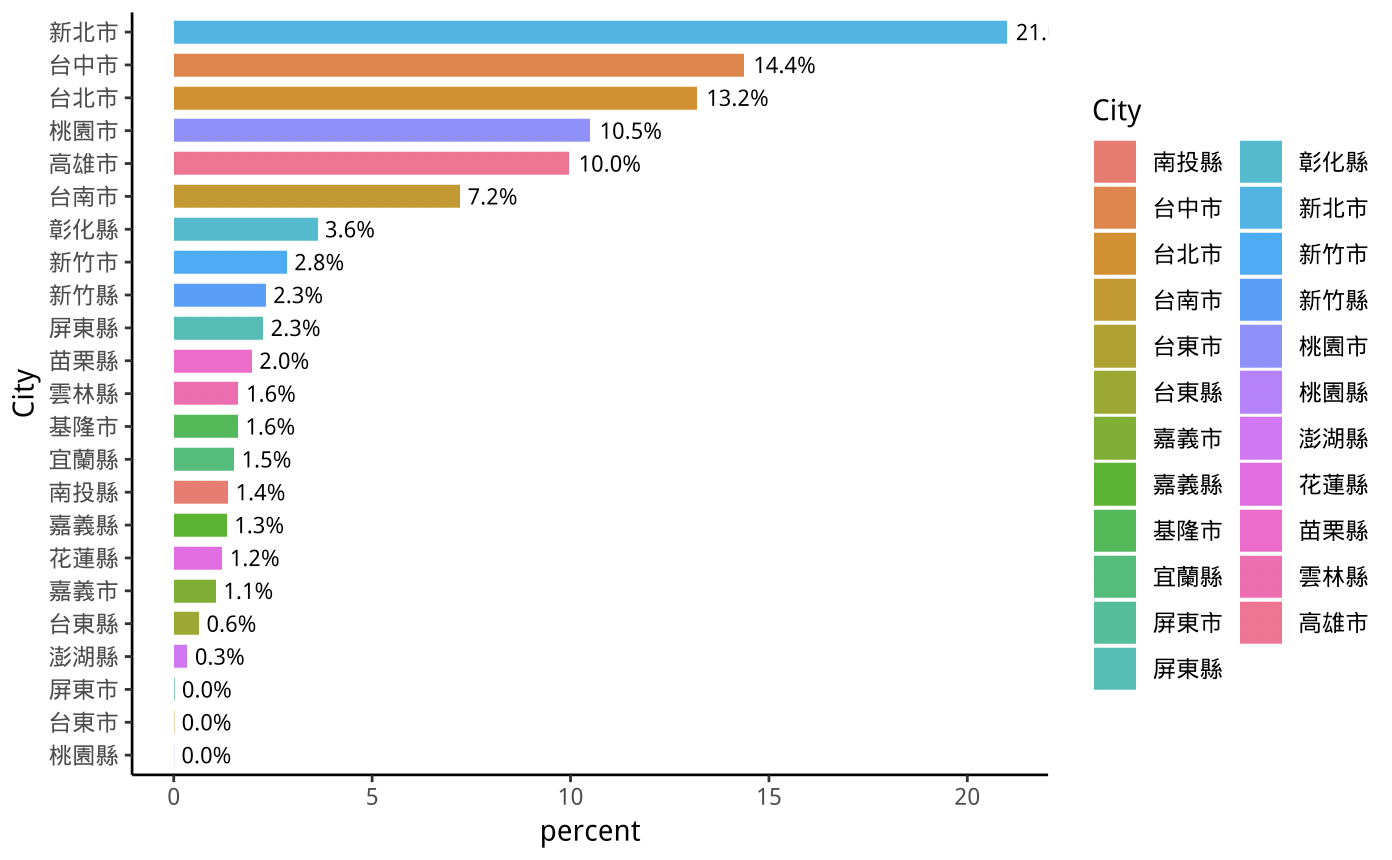 新北市 21.
台中市 14.4%
台北市 13.2%
桃園市 10.5%
高雄市 10.0%
台南市 7.2%
彰化縣 3.6%
新竹市 2.8%
新竹縣 2.3%
屏東縣 2.3%
苗栗縣 2.0%
雲林縣 1.6%
基隆市 1.6%
宜蘭縣 1.5%
南投縣 1.4%
嘉義縣 1.3%
花蓮縣 1.2%
嘉義市 1.1%
台東縣 0.6%
澎湖縣 0.3%
屏東市 0.0%
台東市 0.0%
桃園縣 0.0%
0 5 10 15 20
percent
City
City
南投縣 彰化縣
台中市 新北市
台北市 新竹市
台南市 新竹縣
台東市 桃園市
台東縣 桃園縣
嘉義市 澎湖縣
嘉義縣 花蓮縣
基隆市 苗栗縣
宜蘭縣 雲林縣
屏東市 高雄市
屏東縣